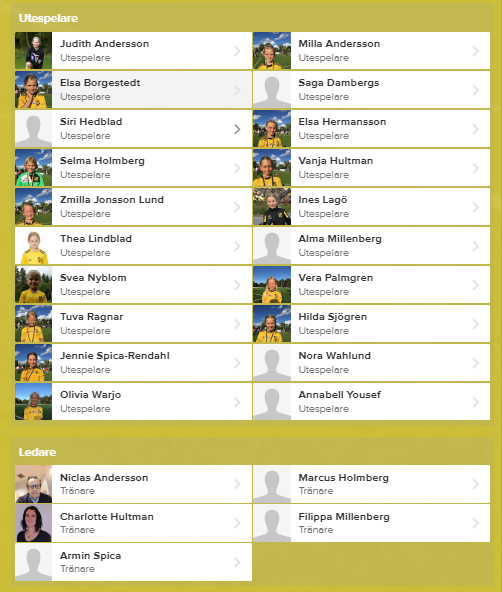 Utespelare
Judith Andersson
Utespelare
Milla Andersson
Utespelare
Elsa Borgestedt
Utespelare
Saga Dambergs
Utespelare
Siri Hedblad
Utespelare
Elsa Hermansson
Utespelare
Selma Holmberg
Utespelare
Vanja Hultman
Utespelare
Zmilla Jonsson Lund
Utespelare
Ines Lagö
Utespelare
Thea Lindblad
Utespelare
Alma Millenberg
Utespelare
Svea Nyblom
Utespelare
Vera Palmgren
Utespelare
Tuva Ragnar
Utespelare
Hilda Sjögren
Utespelare
Jennie Spica-Rendahl
Utespelare
Nora Wahlund
Utespelare
Olivia Warjo
Utespelare
Annabell Yousef
Utespelare
Ledare
Niclas Andersson
Tränare
Marcus Holmberg
Tränare
Charlotte Hultman
Tränare
Filippa Millenberg
Tränare
Armin Spica
Tränare